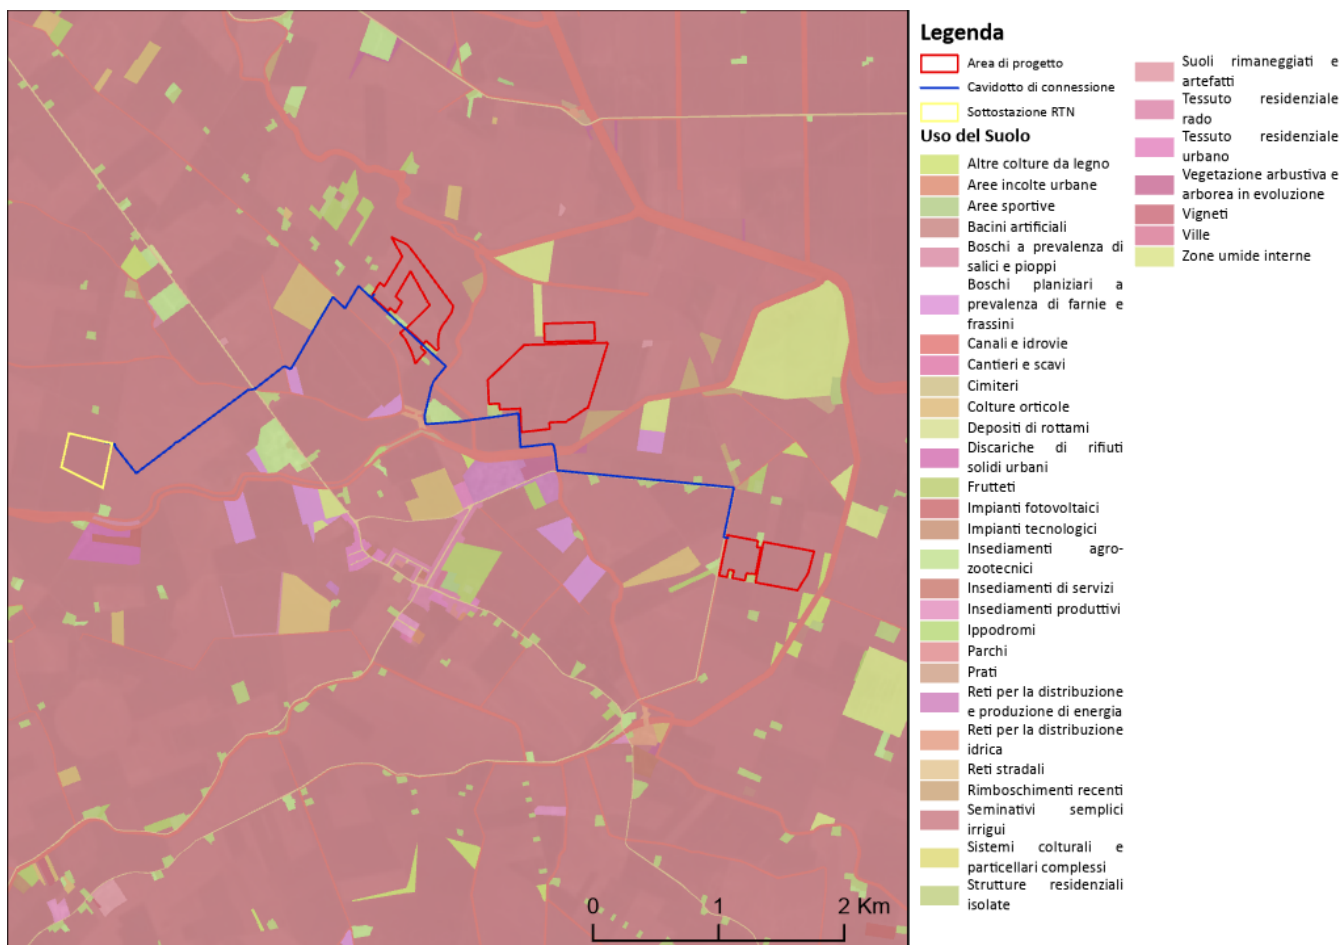 Legenda
Area di progetto
Cavidotto di connessione
Sottostazione RTN
Uso del Suolo
Altre colture da legno
Aree incolte urbane
Aree sportive
Bacini artificiali
Boschi a prevalenza di
salici e pioppi
Boschi planiziari a
prevalenza di farnie e
frassini
Canali e idrovie
Cantieri e scavi
Cimiteri
Colture orticole
Depositi di rottami
Discariche di rifiuti
solidi urbani
Frutteti
Impianti fotovoltaici
Impianti tecnologici
Insediamenti agro-
zootecnici
Insediamenti di servizi
Insediamenti produttivi
Ippodromi
Parchi
Prati
Reti per la distribuzione
e produzione di energia
Reti per la distribuzione
idrica
Reti stradali
Rimboschimenti recenti
Seminativi semplici
irrigui
Sistemi colturali e
particellari complessi
Strutture residenziali
isolate
Suoli rimaneggiati e
artefatti
Tessuto residenziale
rado
Tessuto residenziale
urbano
Vegetazione arbustiva e
arborea in evoluzione
Vigneti
Ville
Zone umide interne
0 1 2 Km